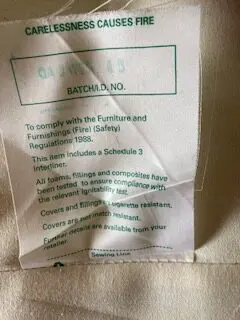 CARELESSNESS CAUSES FIRE
BATCH/I.D. NO.
To comply with the Furniture and
Furnishings (Fire) (Safety)
Regulations 1988.
This item includes a Schedule 3
interliner.
All foams, fillings and composites have
been tested to ensure compliance with
the relevant ignitability test.
Covers and fillings cigarette resistant.
Covers are match resistant.
Further details are available from your
retailer.
Sewing Line